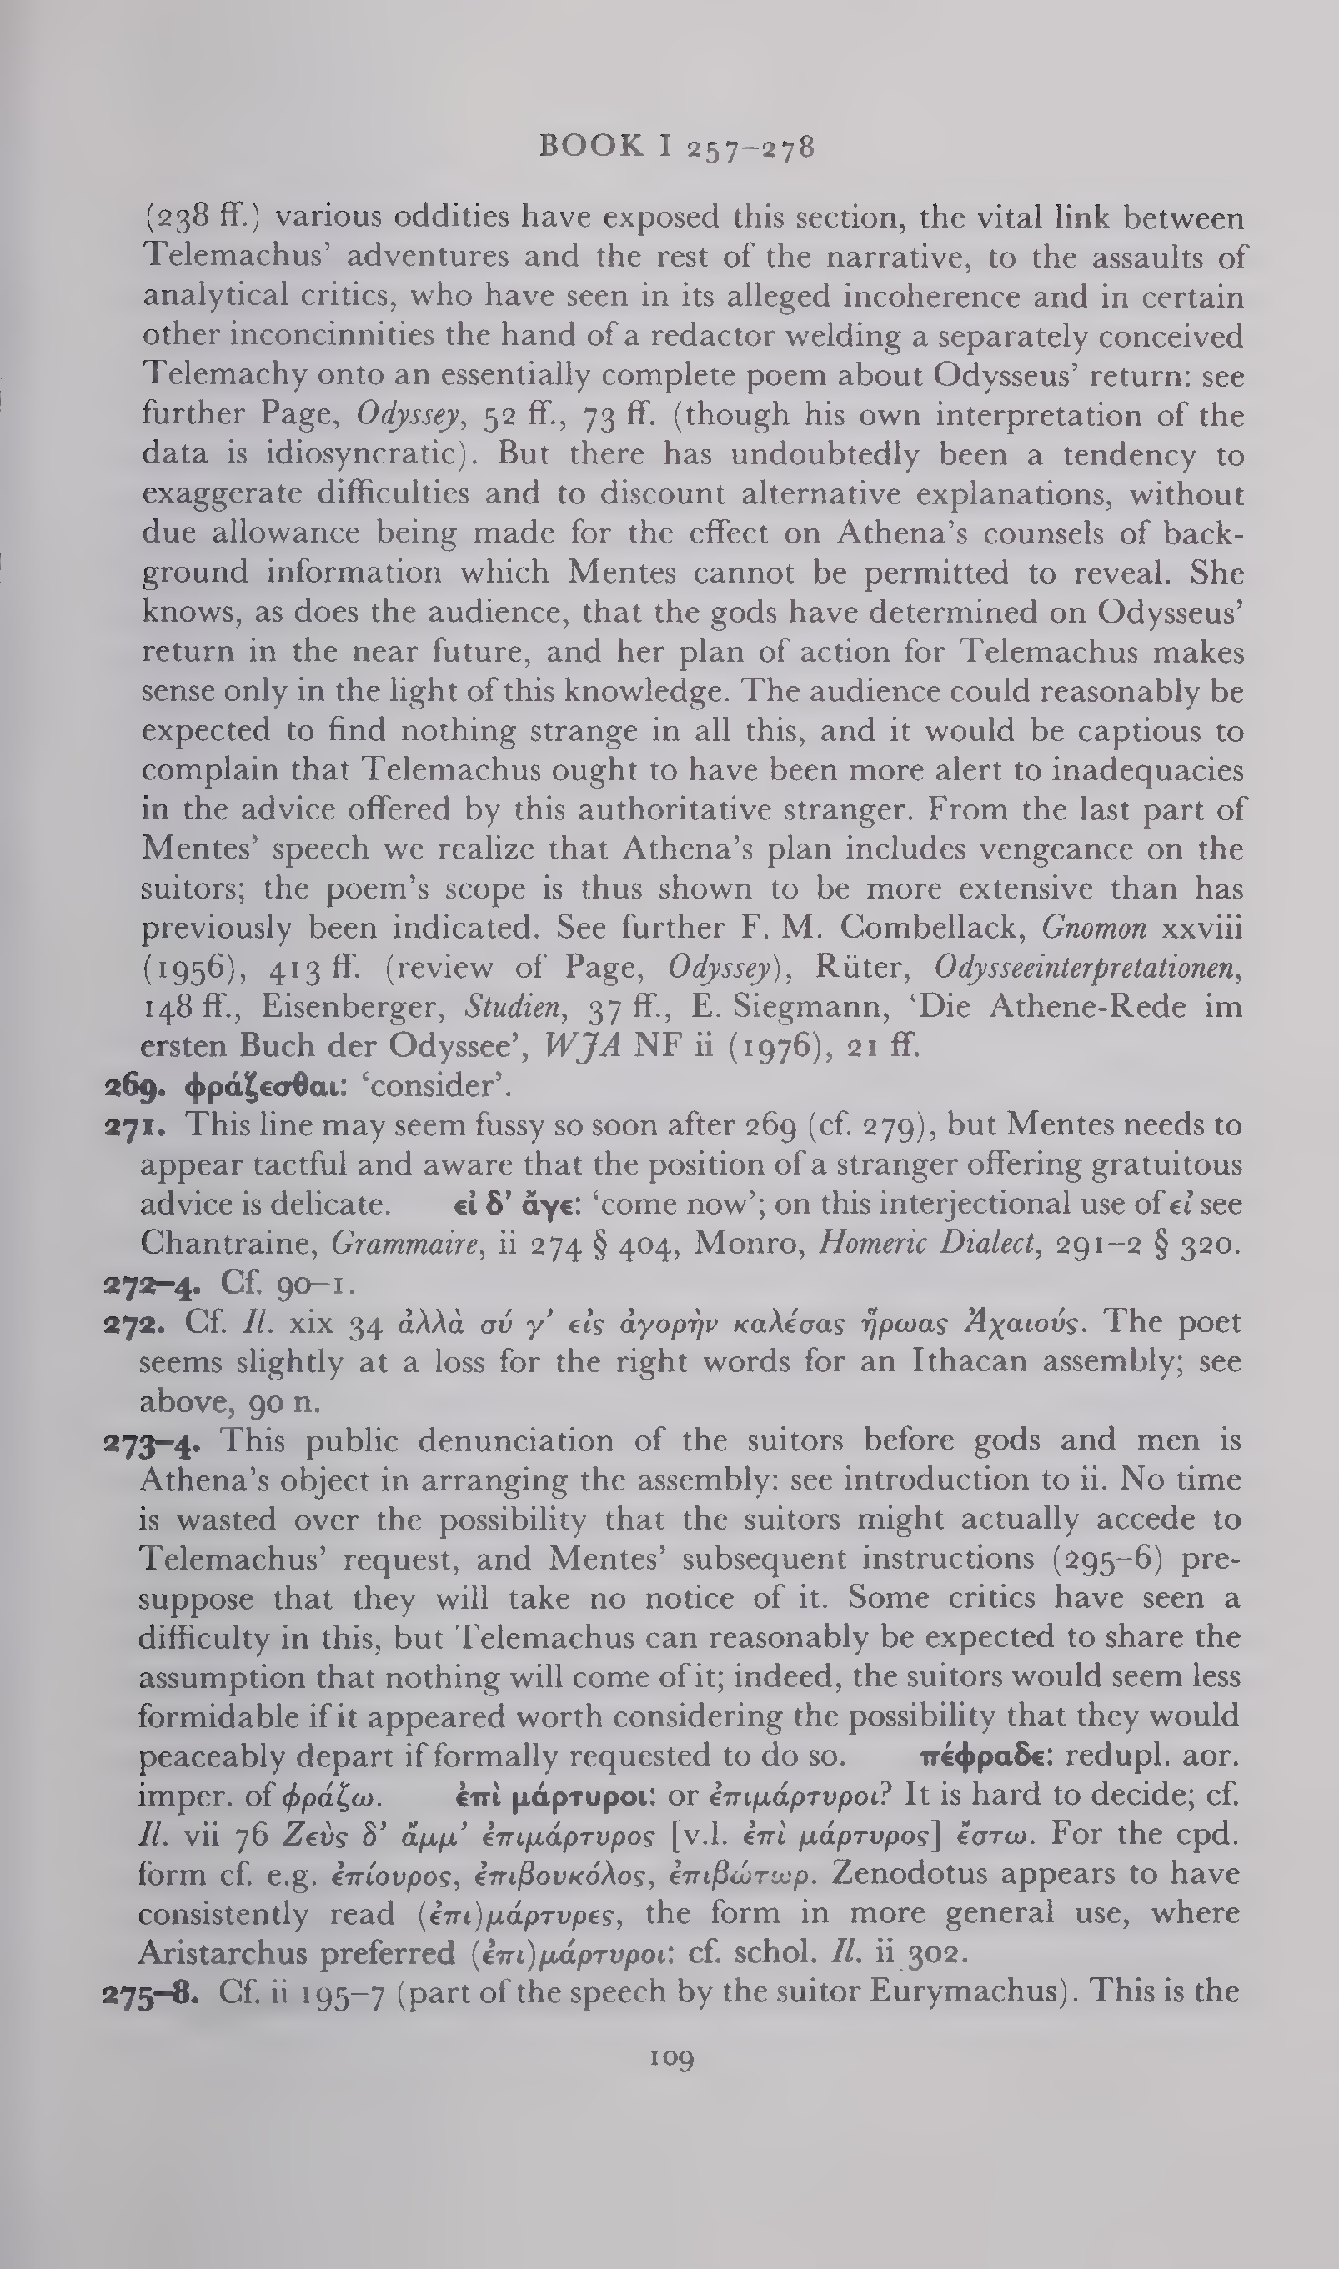 BOOK I 257–278
(238 ff.) various oddities have exposed this section, the vital link between
Telemachus’ adventures and the rest of the narrative, to the assaults of
analytical critics, who have seen in its alleged incoherence and in certain
other inconcinnities the hand of a redactor welding a separately conceived
Telemachy onto an essentially complete poem about Odysseus’ return: see
further Page, Odyssey, 52 ff., 73 ff. (though his own interpretation of the
data is idiosyncratic). But there has undoubtedly been a tendency to
exaggerate difficulties and to discount alternative explanations, without
due allowance being made for the effect on Athena’s counsels of back-
ground information which Mentes cannot be permitted to reveal. She
knows, as does the audience, that the gods have determined on Odysseus’
return in the near future, and her plan of action for Telemachus makes
sense only in the light of this knowledge. The audience could reasonably be
expected to find nothing strange in all this, and it would be captious to
complain that Telemachus ought to have been more alert to inadequacies
in the advice offered by this authoritative stranger. From the last part of
Mentes’ speech we realize that Athena’s plan includes vengeance on the
suitors; the poem’s scope is thus shown to be more extensive than has
previously been indicated. See further F. M. Combellack, Gnomon xxviii
(1956), 413 ff. (review of Page, Odyssey), Rüter, Odysseeinterpretationen,
148 ff., Eisenberger, Studien, 37 ff., E. Siegmann, ‘Die Athene-Rede im
ersten Buch der Odyssee’, WJA NF ii (1976), 21 ff.
269. φράζεσθαι: ‘consider’.
271. This line may seem fussy so soon after 269 (cf. 279), but Mentes needs to
appear tactful and aware that the position of a stranger offering gratuitous
advice is delicate. εἰ δ’ ἄγε: ‘come now’; on this interjectional use of εἰ see
Chantraine, Grammaire, ii 274 § 404, Monro, Homeric Dialect, 291–2 § 320.
272–4. Cf. 90–1.
272. Cf. Il. xix 34 ἀλλὰ σύ γ’ εἰς ἀγορὴν καλέσας ἥρωας Ἀχαιούς. The poet
seems slightly at a loss for the right words for an Ithacan assembly; see
above, 90 n.
273–4. This public denunciation of the suitors before gods and men is
Athena’s object in arranging the assembly: see introduction to ii. No time
is wasted over the possibility that the suitors might actually accede to
Telemachus’ request, and Mentes’ subsequent instructions (295–6) pre-
suppose that they will take no notice of it. Some critics have seen a
difficulty in this, but Telemachus can reasonably be expected to share the
assumption that nothing will come of it; indeed, the suitors would seem less
formidable if it appeared worth considering the possibility that they would
peaceably depart if formally requested to do so. πέφραδε: redupl. aor.
imper. of φράζω. ἐπὶ μάρτυροι: or ἐπιμάρτυροι? It is hard to decide; cf.
Il. vii 76 Ζεὺς δ’ ἄμμ’ ἐπιμάρτυρος [v.l. ἐπὶ μάρτυρος] ἔστω. For the cpd.
form cf. e.g. ἐπίουρος, ἐπιβουκόλος, ἐπιβώτωρ. Zenodotus appears to have
consistently read (ἐπι)μάρτυρες, the form in more general use, where
Aristarchus preferred (ἐπι)μάρτυροι: cf. schol. Il. ii 302.
275–8. Cf. ii 195–7 (part of the speech by the suitor Eurymachus). This is the
109